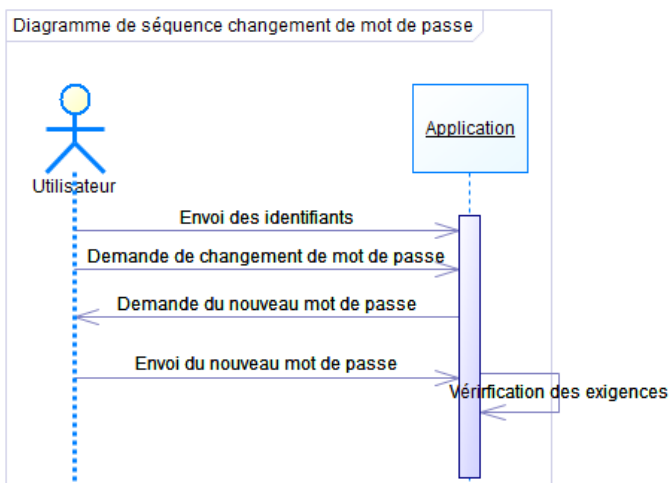 Diagramme de séquence changement de mot de passe
Utilisateur
Application
Envoi des identifiants
Demande de changement de mot de passe
Demande du nouveau mot de passe
Envoi du nouveau mot de passe
Vérirfication des exigences